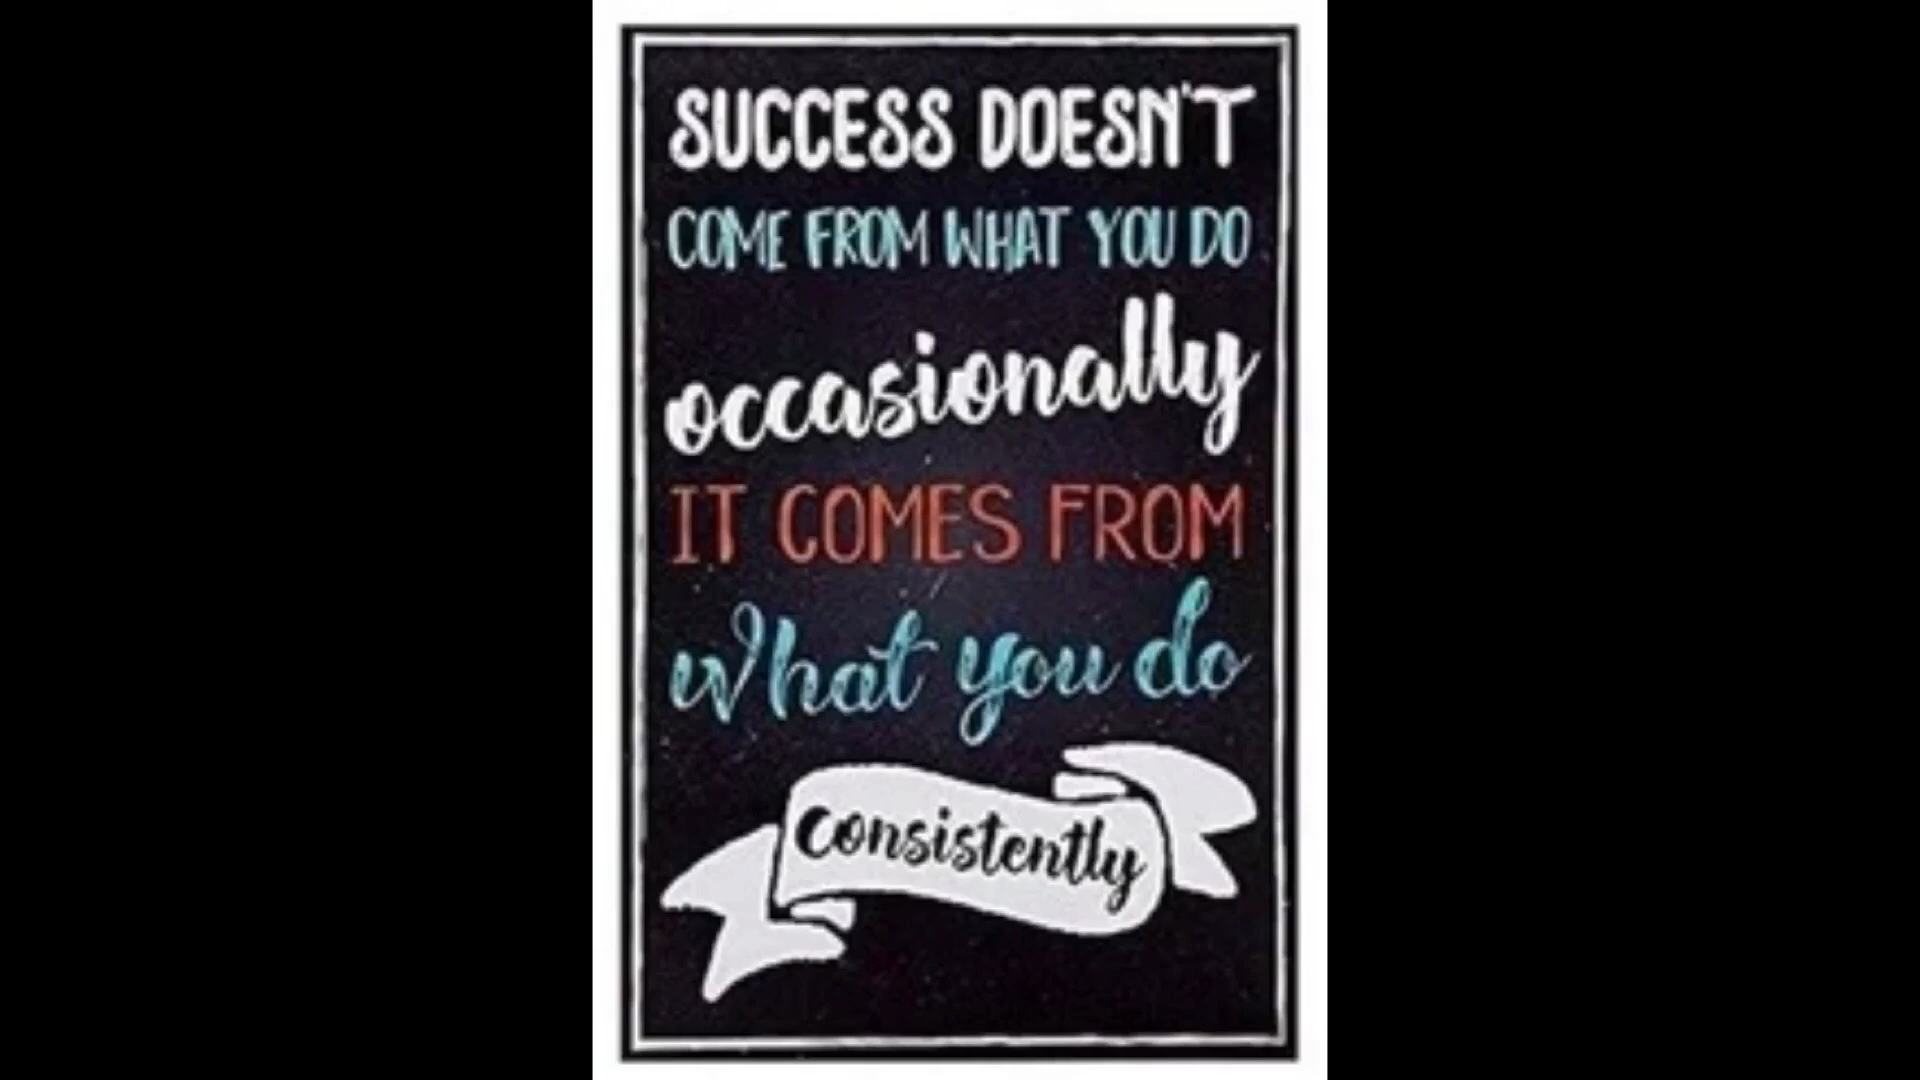 SUCCESS DOESN'T
COME FROM WHAT YOU DO
occasionally
IT COMES FROM
what you do
consistently